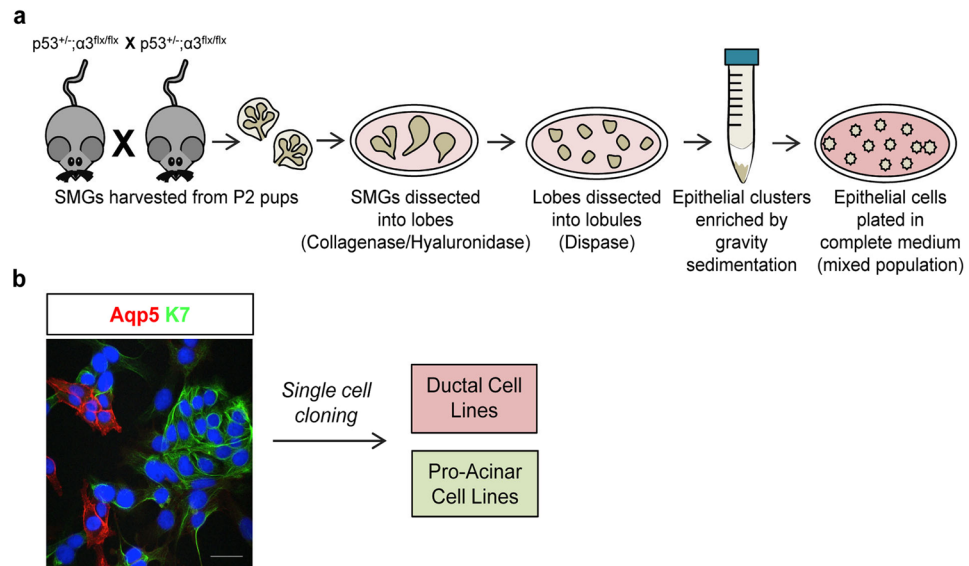 a
p53+/-;α3flx/flx X p53+/-;α3flx/flx
X
SMGs harvested from P2 pups
SMGs dissected
into lobes
(Collagenase/Hyaluronidase)
Lobes dissected
into lobules
(Dispase)
Epithelial clusters
enriched by
gravity
sedimentation
Epithelial cells
plated in
complete medium
(mixed population)
b
Aqp5 K7
Single cell
cloning
Ductal Cell
Lines
Pro-Acinar
Cell Lines